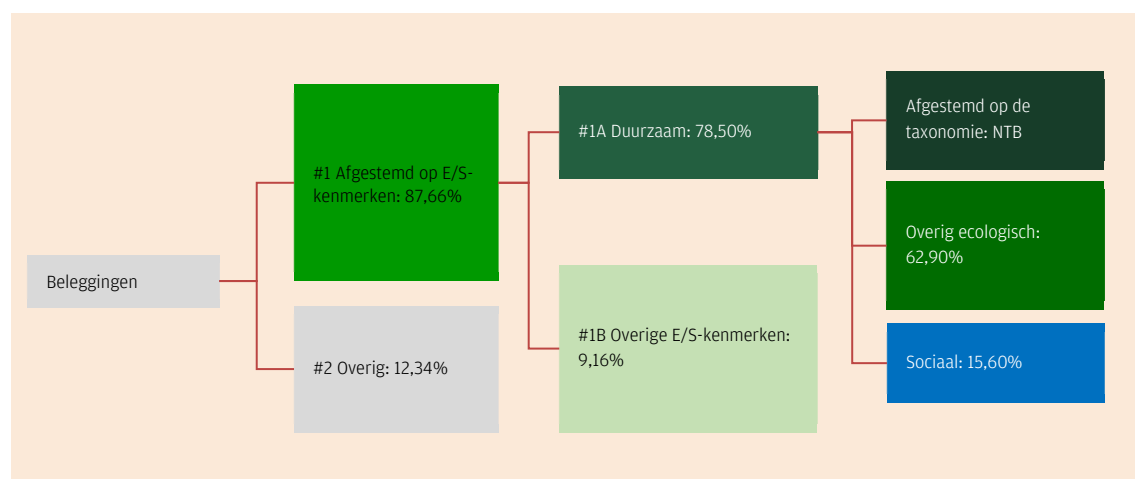 Beleggingen
#1 Afgestemd op E/S-
kenmerken: 87,66%
#2 Overig: 12,34%
#1A Duurzaam: 78,50%
#1B Overige E/S-kenmerken:
9,16%
Afgestemd op de
taxonomie: NTB
Overig ecologisch:
62,90%
Sociaal: 15,60%